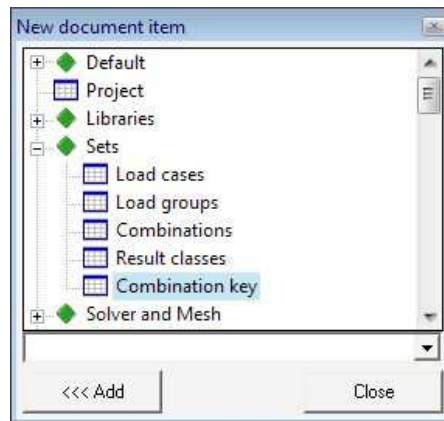 New document item
Default
Project
Libraries
Sets
Load cases
Load groups
Combinations
Result classes
Combination key
Solver and Mesh
<<< Add Close